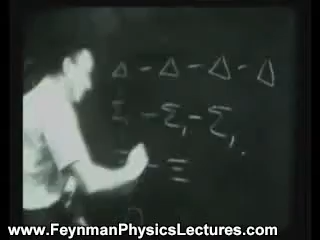 Δ - Δ - Δ - Δ
Σ, - Σ, - Σ,
Ξ - Ξ
www.FeynmanPhysicsLectures.com